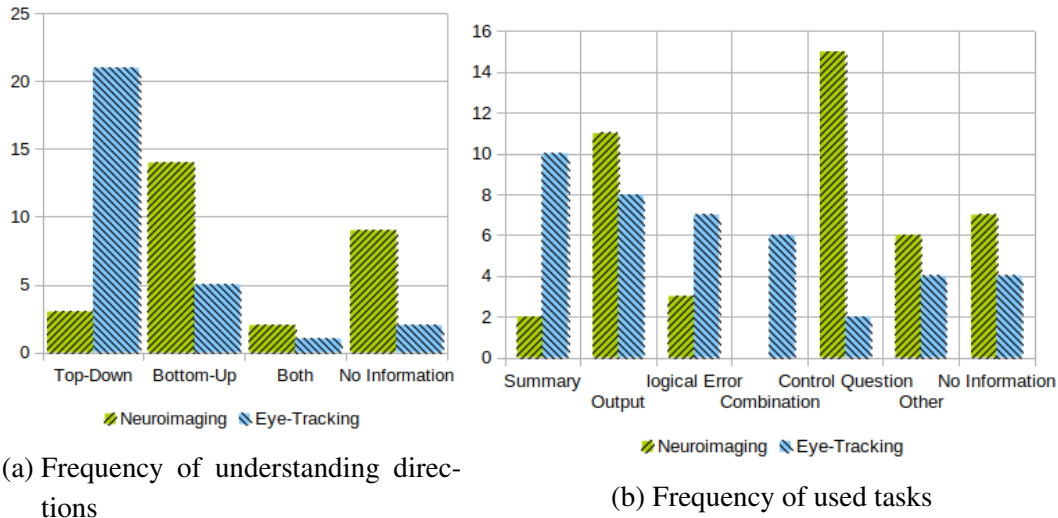 25
20
15
10
5
0
Top-Down Bottom-Up Both No Information
Neuroimaging Eye-Tracking
(a) Frequency of understanding direc-
tions
16
14
12
10
8
6
4
2
0
Summary logical Error Control Question No Information
Output Combination Other
Neuroimaging Eye-Tracking
(b) Frequency of used tasks